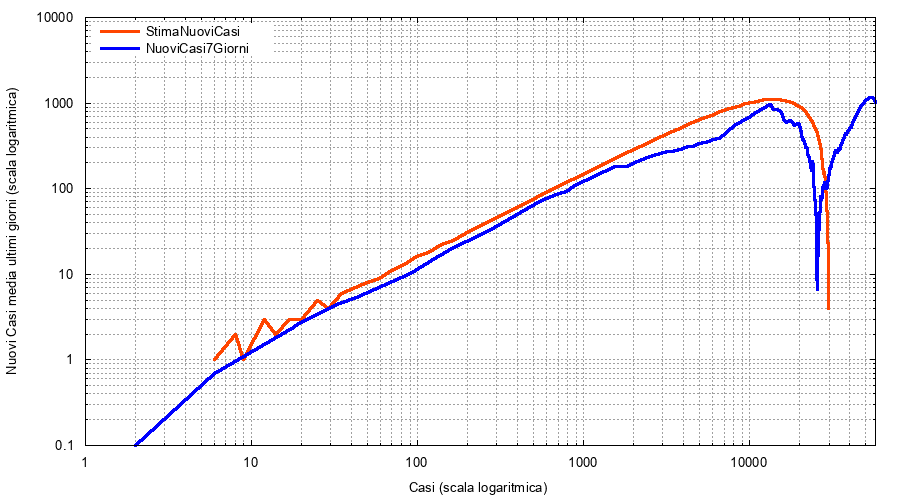 10000
1000
100
10
1
0.1
StimaNuoviCasi
NuoviCasi7Giorni
Nuovi Casi media ultimi giorni (scala logaritmica)
1 10 100 1000 10000
Casi (scala logaritmica)